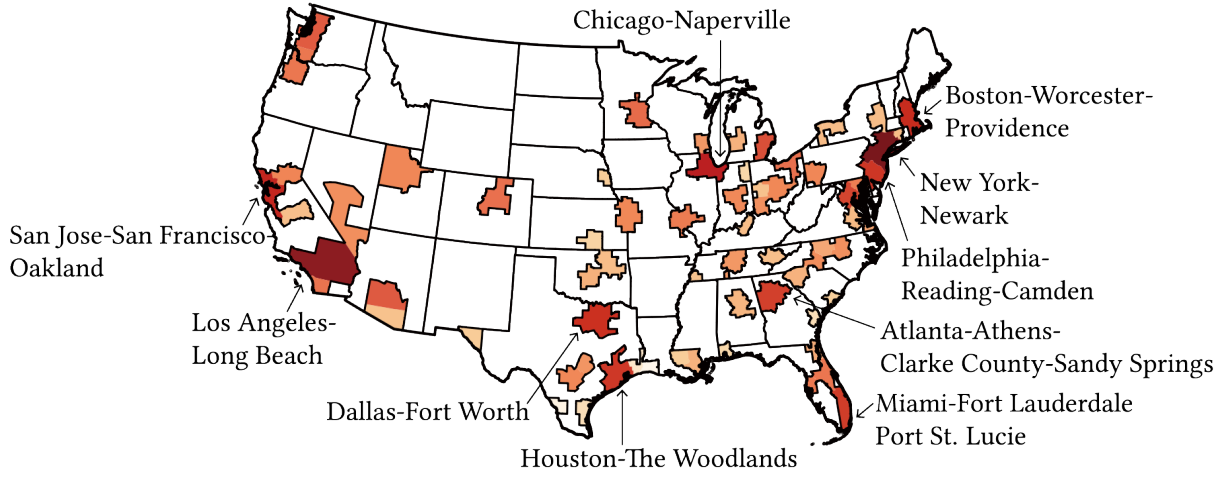 Chicago-Naperville
Boston-Worcester-
Providence
New York-
Newark
San Jose-San Francisco-
Oakland
Philadelphia-
Reading-Camden
Los Angeles-
Long Beach
Atlanta-Athens-
Clarke County-Sandy Springs
Dallas-Fort Worth
Miami-Fort Lauderdale
Port St. Lucie
Houston-The Woodlands